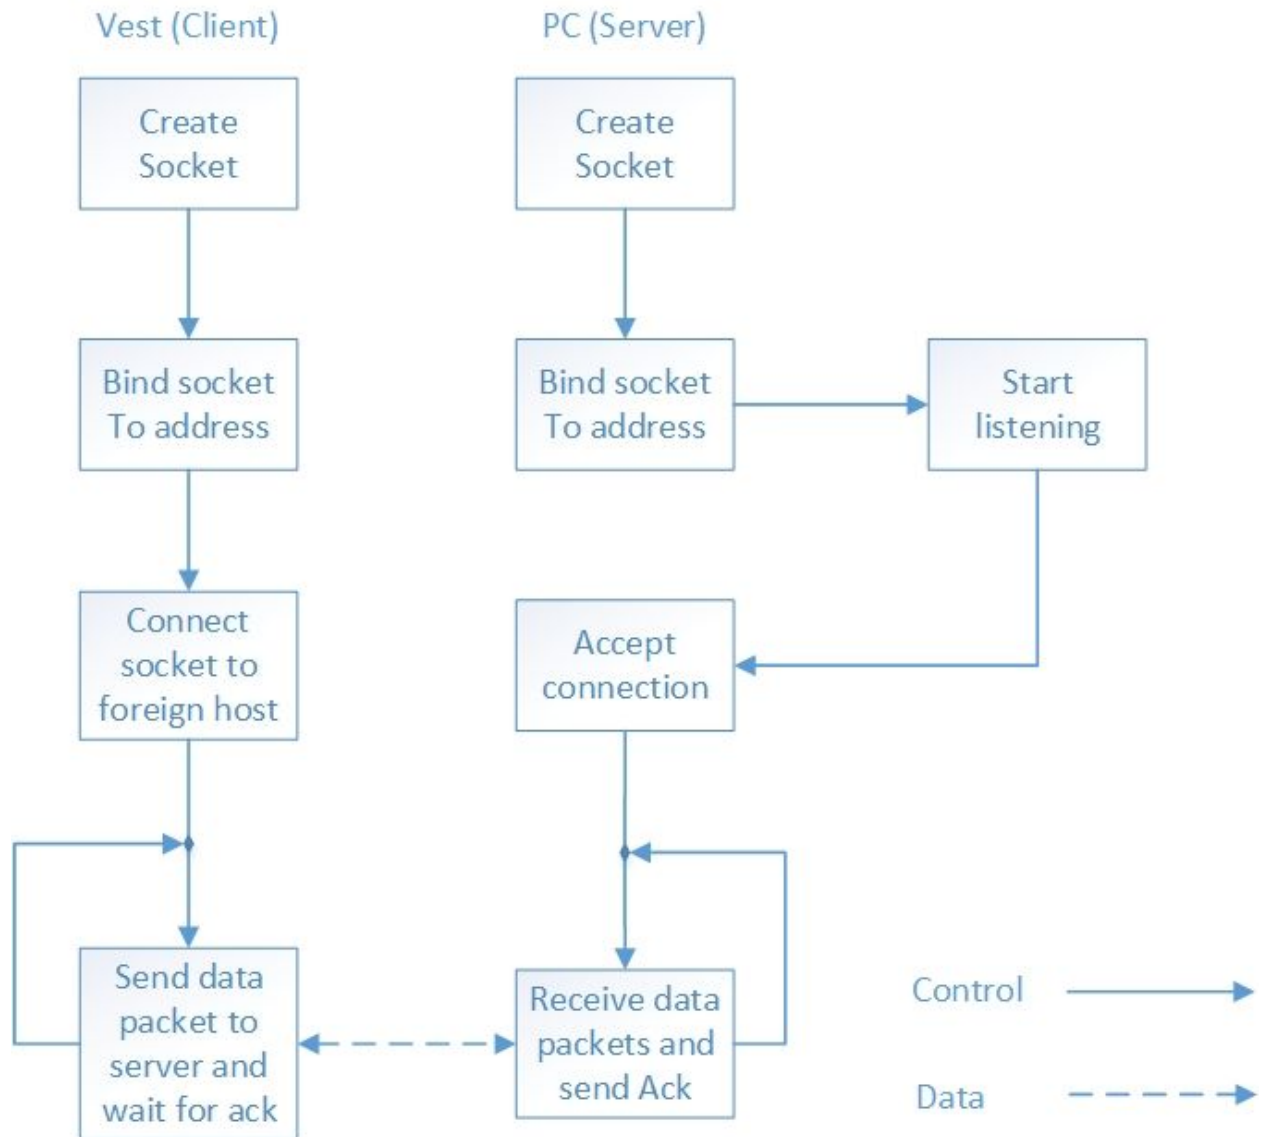 Vest (Client)
PC (Server)
Create
Socket
Create
Socket
Bind socket
To address
Bind socket
To address
Start
listening
Connect
socket to
foreign host
Accept
connection
Send data
packet to
server and
wait for ack
Receive data
packets and
send Ack
Control
Data